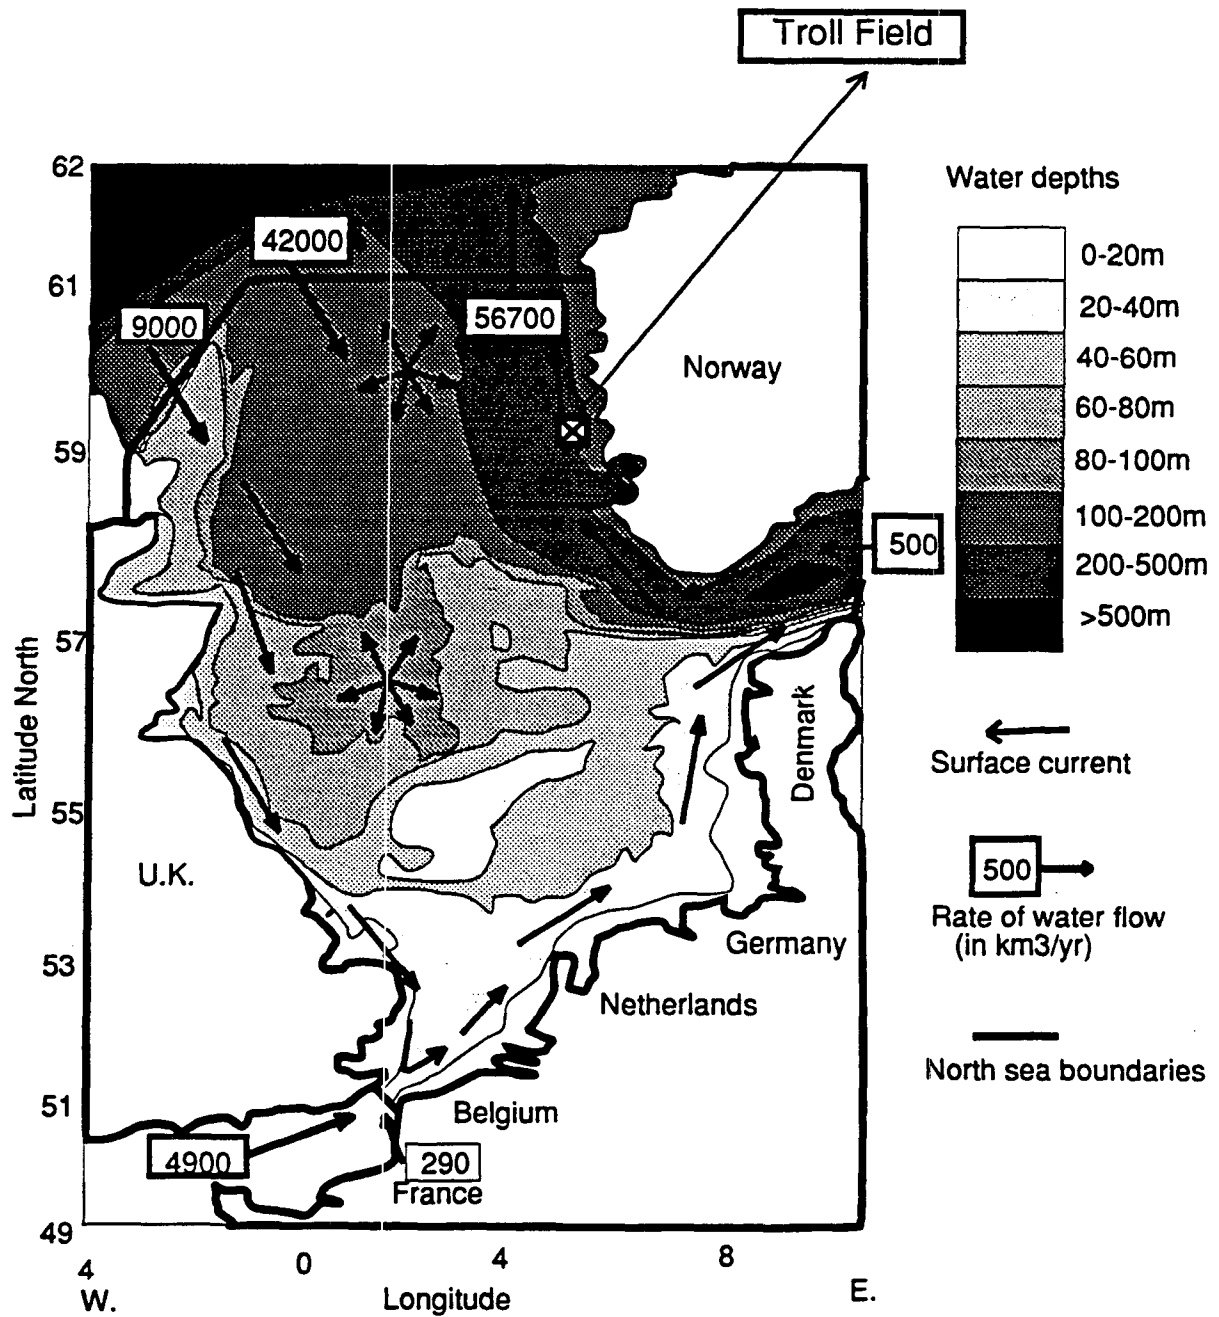 Troll Field
62
Water depths
42000
0-20m
61
20-40m
9000
56700
40-60m
Norway
60-80m
59
80-100m
100-200m
500
200-500m
>500m
57
Latitude North
Denmark
Surface current
55
U.K.
500
Rate of water flow
(in km3/yr)
Germany
53
Netherlands
North sea boundaries
51
Belgium
4900
290
France
49
4
0
4
8
W.
Longitude
E.